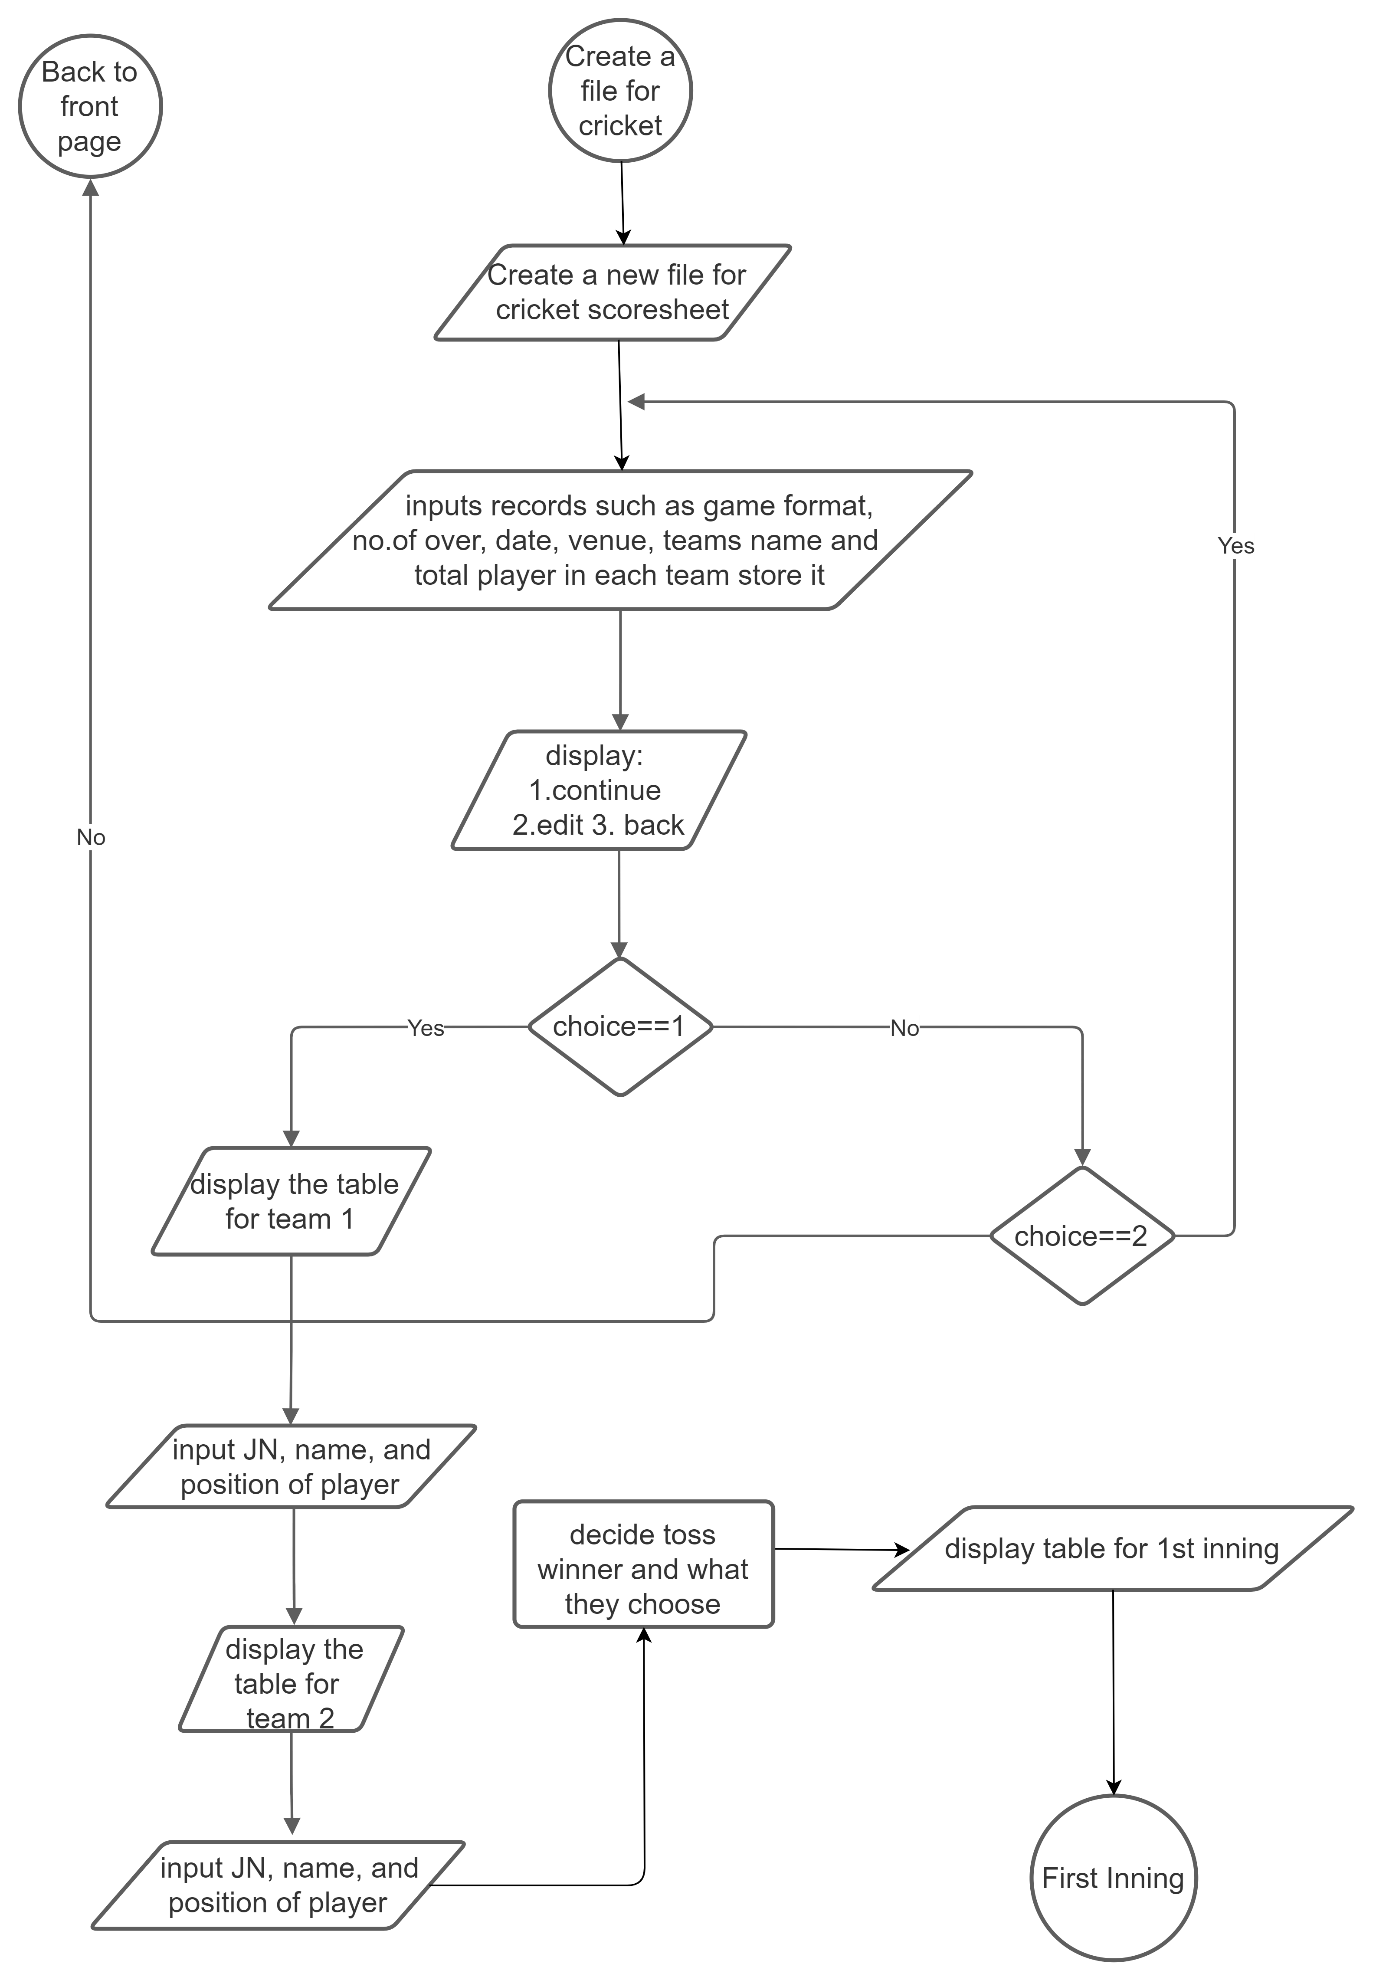 Back to
front
page
Create a
file for
cricket
Create a new file for
cricket scoresheet
inputs records such as game format,
no.of over, date, venue, teams name and
total player in each team store it
Yes
display:
1.continue
2.edit 3. back
No
choice==1
Yes
No
display the table
for team 1
choice==2
input JN, name, and
position of player
decide toss
winner and what
they choose
display table for 1st inning
display the
table for
team 2
input JN, name, and
position of player
First Inning